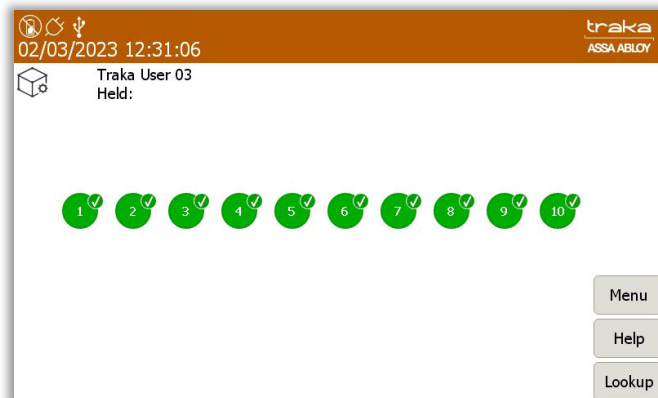 traka
02/03/2023 12:31:06
ASSA ABLOY
Traka User 03
Held:
1 2 3 4 5 6 7 8 9 10
Menu
Help
Lookup